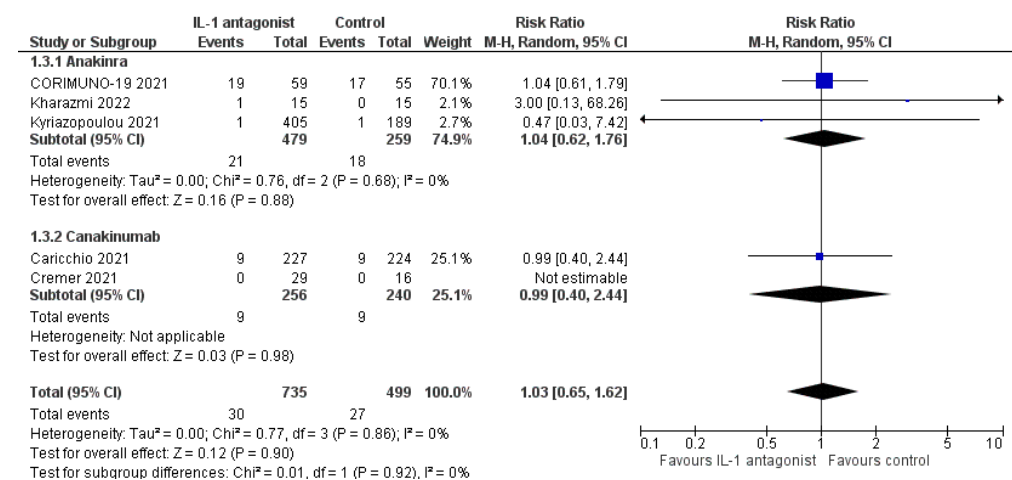 IL-1 antagonist Control Risk Ratio Risk Ratio
Study or Subgroup Events Total Events Total Weight M-H, Random, 95% CI M-H, Random, 95% CI
1.3.1 Anakinra
CORIMUNO-19 2021 19 59 17 55 70.1% 1.04 [0.61, 1.79]
Kharazmi 2022 1 15 0 15 2.1% 3.00 [0.13, 68.26]
Kyriazopoulou 2021 1 405 1 189 2.7% 0.47 [0.03, 7.42]
Subtotal (95% CI) 479 259 74.9% 1.04 [0.62, 1.76]
Total events 21 18
Heterogeneity: Tau² = 0.00; Chi² = 0.76, df = 2 (P = 0.68); I² = 0%
Test for overall effect: Z = 0.16 (P = 0.88)
1.3.2 Canakinumab
Caricchio 2021 9 227 9 224 25.1% 0.99 [0.40, 2.44]
Cremer 2021 0 29 0 16 Not estimable
Subtotal (95% CI) 256 240 25.1% 0.99 [0.40, 2.44]
Total events 9 9
Heterogeneity: Not applicable
Test for overall effect: Z = 0.03 (P = 0.98)
Total (95% CI) 735 499 100.0% 1.03 [0.65, 1.62]
Total events 30 27
Heterogeneity: Tau² = 0.00; Chi² = 0.77, df = 3 (P = 0.86); I² = 0%
Test for overall effect: Z = 0.12 (P = 0.90)
Test for subgroup differences: Chi² = 0.01, df = 1 (P = 0.92), I² = 0%
0.1 0.2 0.5 1 2 5 10
Favours IL-1 antagonist Favours control